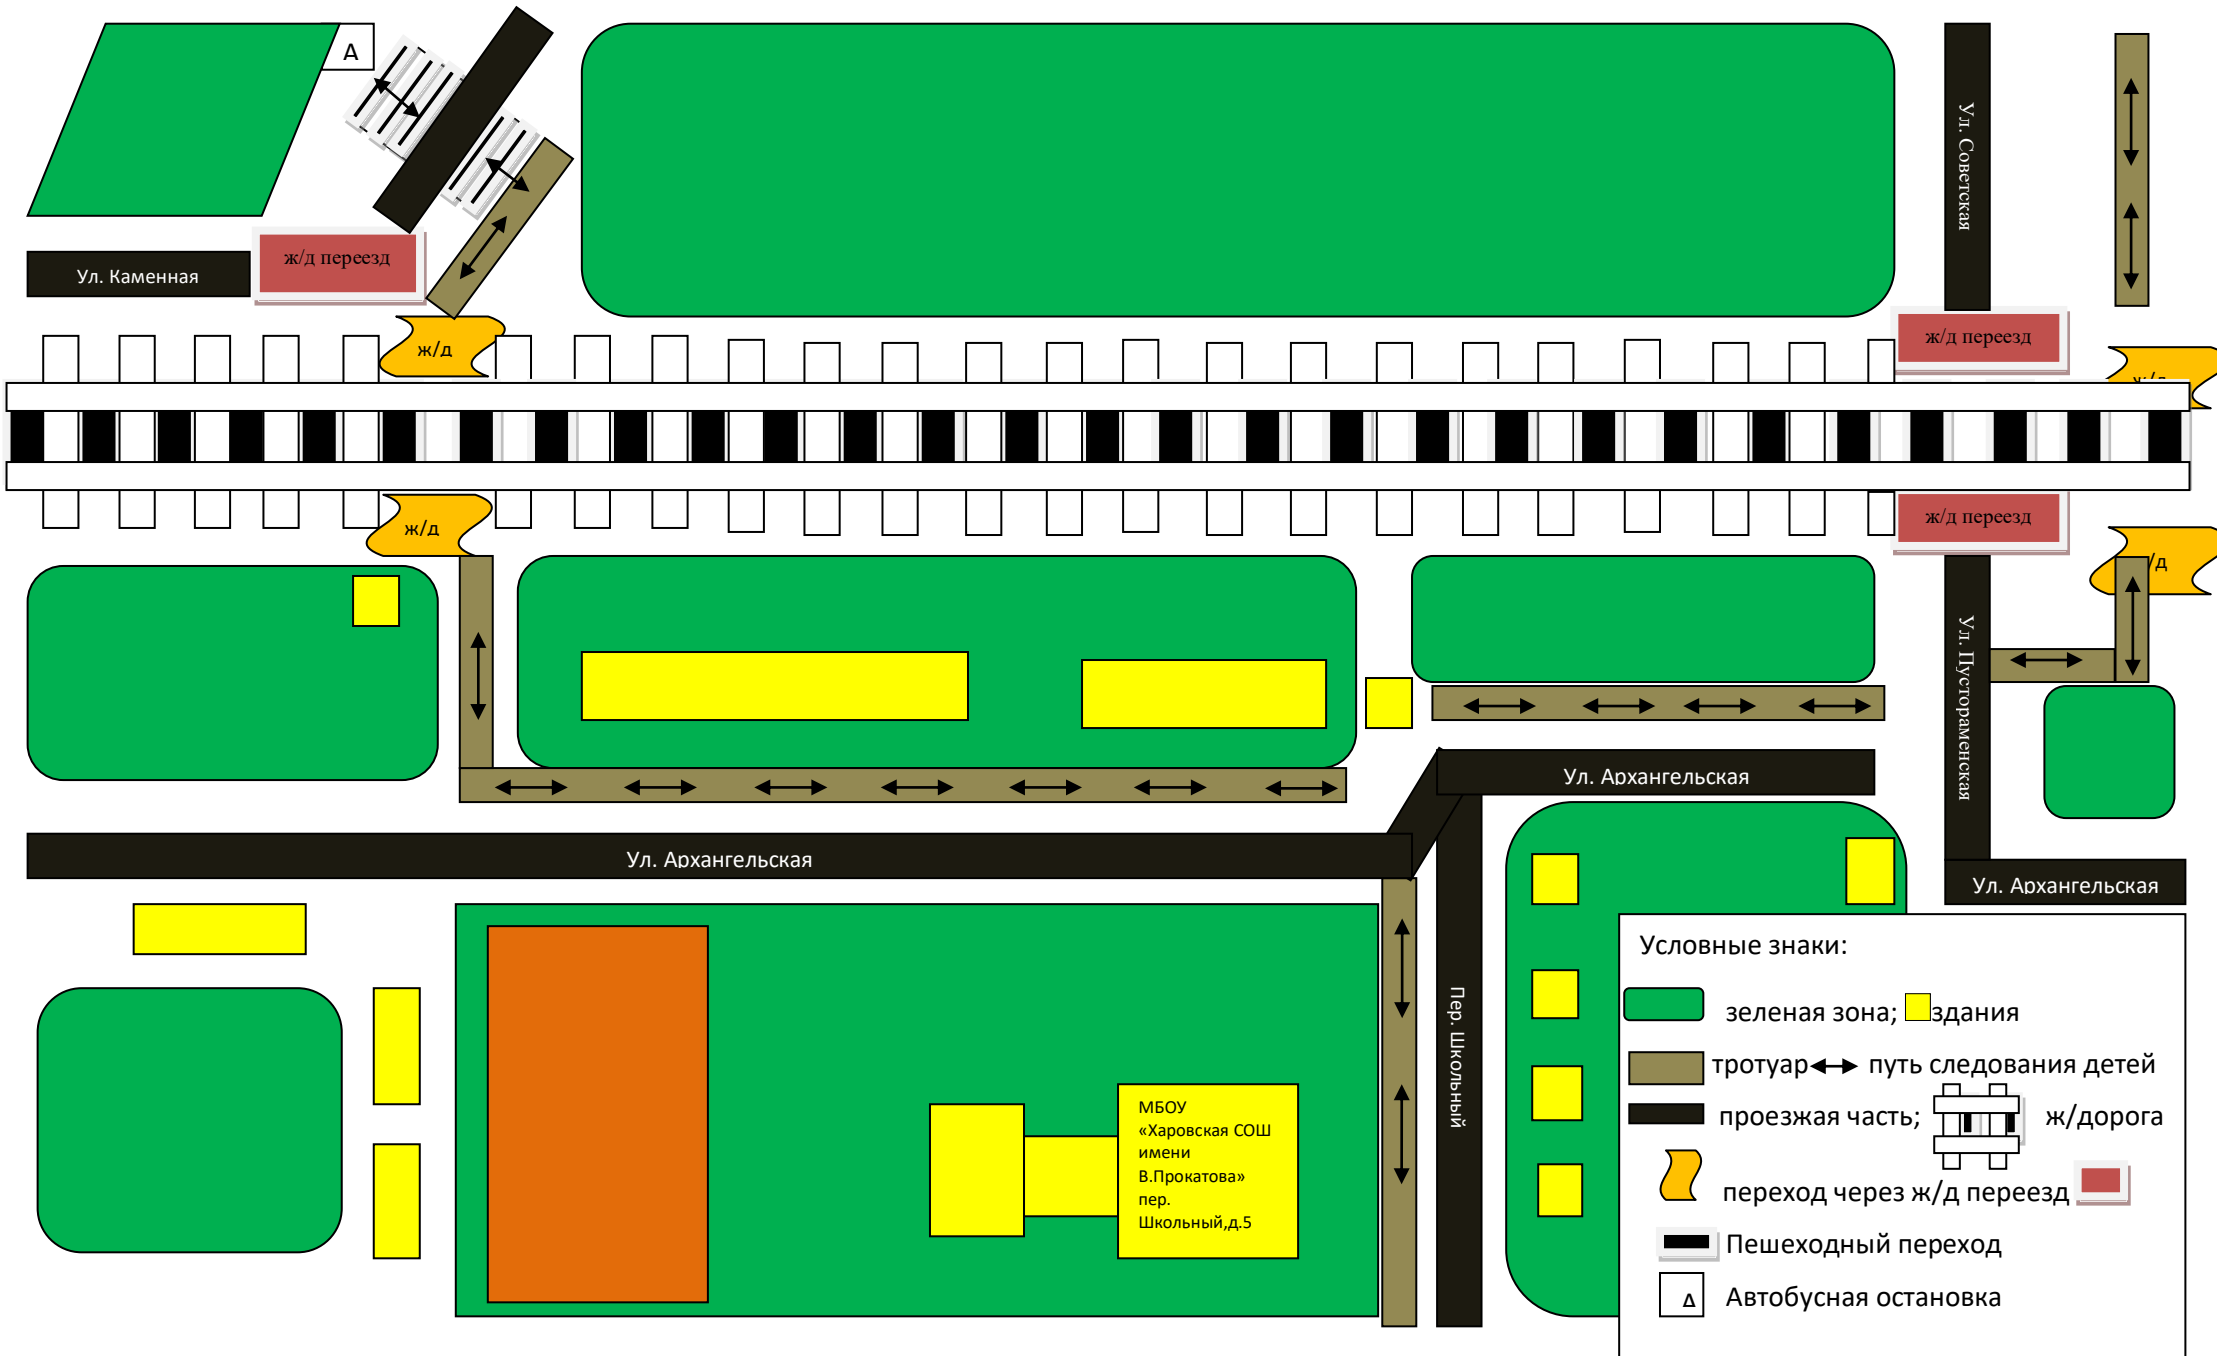 А
Ул. Советская
ж/д переезд
Ул. Каменная
ж/д
ж/д переезд
ж/д
ж/д
ж/д переезд
/д
Ул. Пустораменская
Ул. Архангельская
Ул. Архангельская
Ул. Архангельская
Пер. Школьный
МБОУ
«Харовская СОШ
имени
В.Прокатова»
пер.
Школьный,д.5
Условные знаки:
зеленая зона; здания
тротуар путь следования детей
проезжая часть; ж/дорога
переход через ж/д переезд
Пешеходный переход
А Автобусная остановка